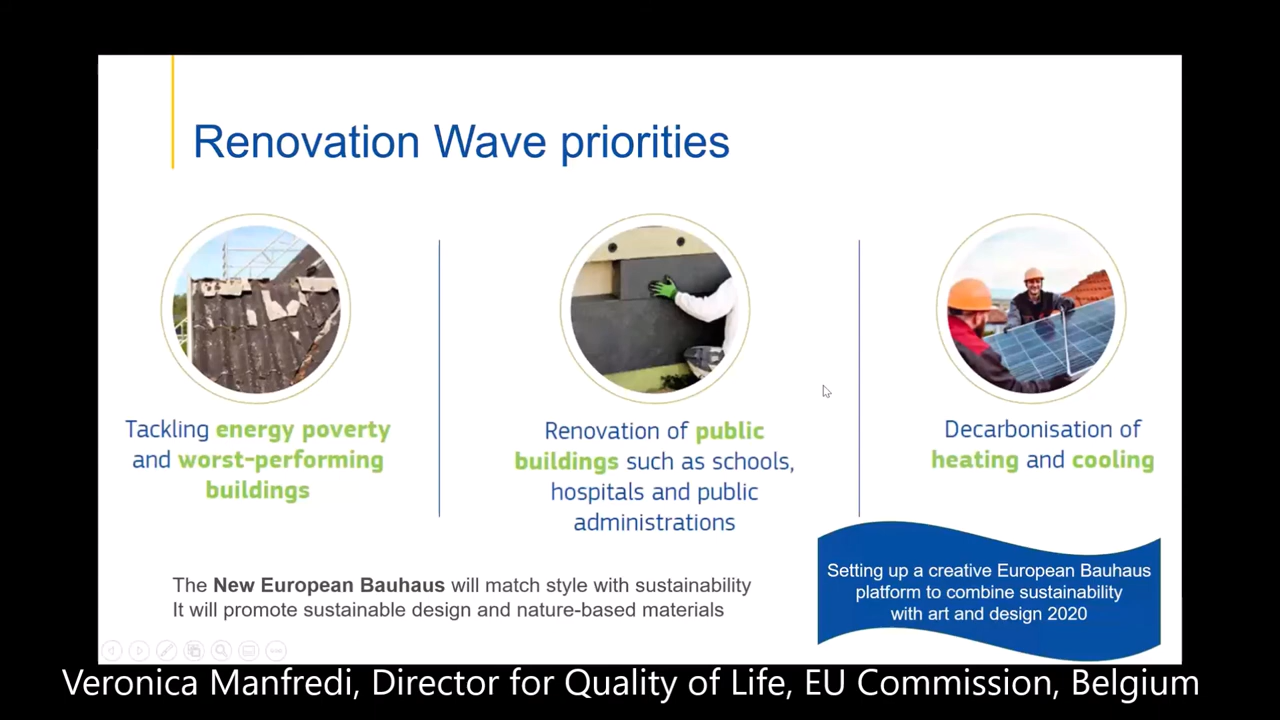 Renovation Wave priorities
Tackling energy poverty
and worst-performing
buildings
Renovation of public
buildings such as schools,
hospitals and public
administrations
Decarbonisation of
heating and cooling
The New European Bauhaus will match style with sustainability
It will promote sustainable design and nature-based materials
Setting up a creative European Bauhaus
platform to combine sustainability
with art and design 2020
Veronica Manfredi, Director for Quality of Life, EU Commission, Belgium